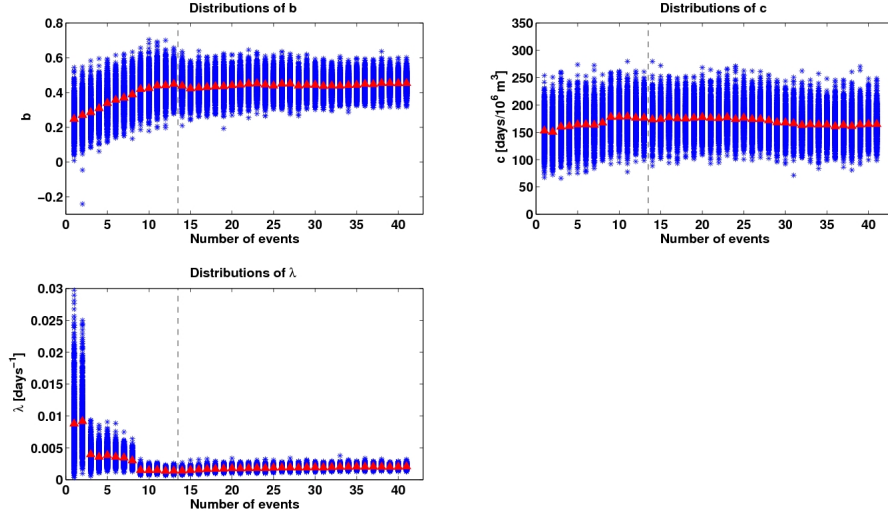 Distributions of b
0.8
0.6
0.4
0.2
0
−0.2
b
0 5 10 15 20 25 30 35 40
Number of events
Distributions of c
350
300
250
200
150
100
50
0
c [days/10⁶ m³]
0 5 10 15 20 25 30 35 40
Number of events
Distributions of λ
0.03
0.025
0.02
0.015
0.01
0.005
0
λ [days⁻¹]
0 5 10 15 20 25 30 35 40
Number of events